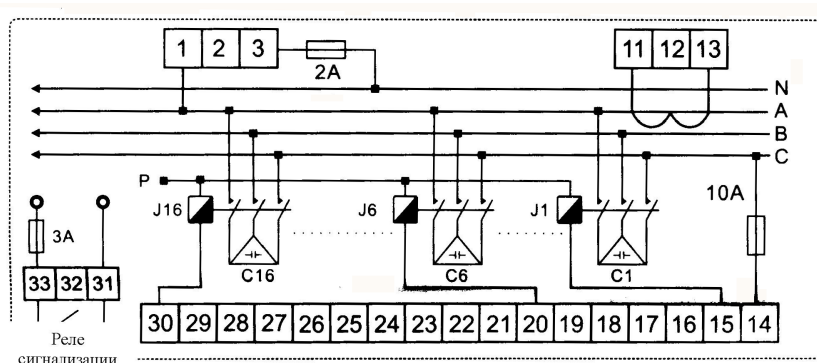 1 2 3
2A
11 12 13
N
A
B
C
P
J16
J6
J1
10A
3A
C16
C6
C1
33 32 31
30 29 28 27 26 25 24 23 22 21 20 19 18 17 16 15 14
Реле
сигнализации